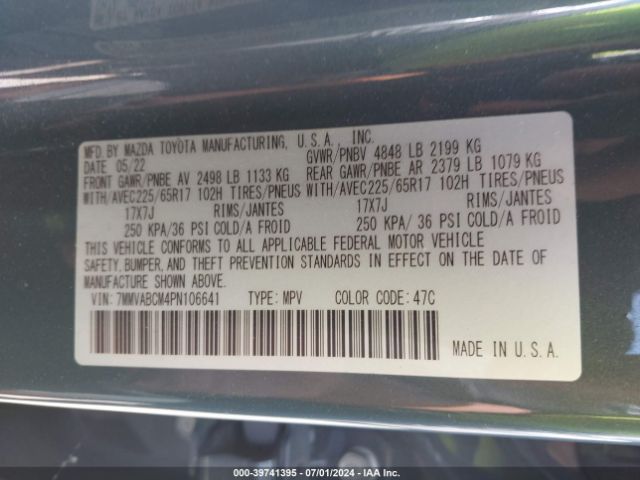 MFD BY MAZDA TOYOTA MANUFACTURING, U.S.A. INC.
DATE 05/22 GVWR/PNBV 4848 LB 2199 KG
FRONT GAWR/PNBE AV 2498 LB 1133 KG REAR GAWR/PNBE AR 2379 LB 1079 KG
WITH/AVEC225/65R17 102H TIRES/PNEUS WITH/AVEC225/65R17 102H TIRES/PNEUS
17X7J RIMS/JANTES 17X7J RIMS/JANTES
250 KPA/36 PSI COLD/A FROID 250 KPA/ 36 PSI COLD/A FROID
THIS VEHICLE CONFORMS TO ALL APPLICABLE FEDERAL MOTOR VEHICLE
SAFETY, BUMPER, AND THEFT PREVENTION STANDARDS IN EFFECT ON THE DATE OF
MANUFACTURE SHOWN ABOVE.
VIN: 7MMVABCM4PN106641 TYPE: MPV COLOR CODE: 47C
MADE IN U.S.A.
000-39741395 - 07/01/2024 - IAA Inc.